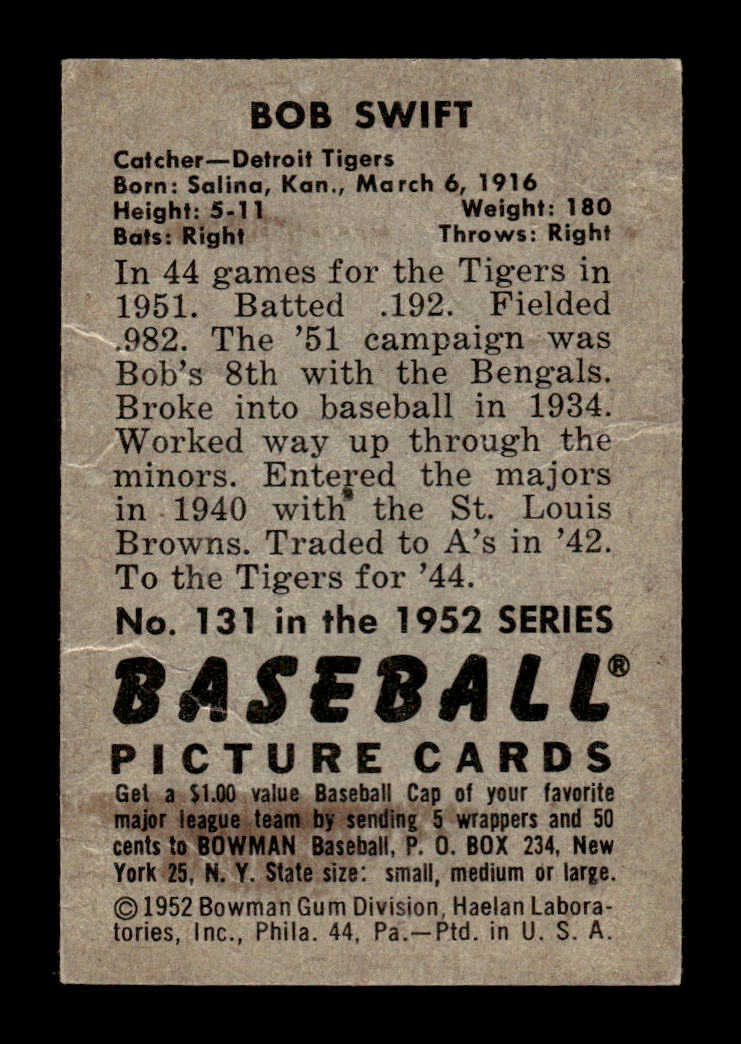 BOB SWIFT
Catcher—Detroit Tigers
Born: Salina, Kan., March 6, 1916
Height: 5-11 Weight: 180
Bats: Right Throws: Right
In 44 games for the Tigers in
1951. Batted .192. Fielded
.982. The '51 campaign was
Bob's 8th with the Bengals.
Broke into baseball in 1934.
Worked way up through the
minors. Entered the majors
in 1940 with the St. Louis
Browns. Traded to A's in '42.
To the Tigers for '44.
No. 131 in the 1952 SERIES
BASEBALL®
PICTURE CARDS
Get a $1.00 value Baseball Cap of your favorite
major league team by sending 5 wrappers and 50
cents to BOWMAN Baseball, P. O. BOX 234, New
York 25, N. Y. State size: small, medium or large.
© 1952 Bowman Gum Division, Haelan Labora-
tories, Inc., Phila. 44, Pa.—Ptd. in U. S. A.